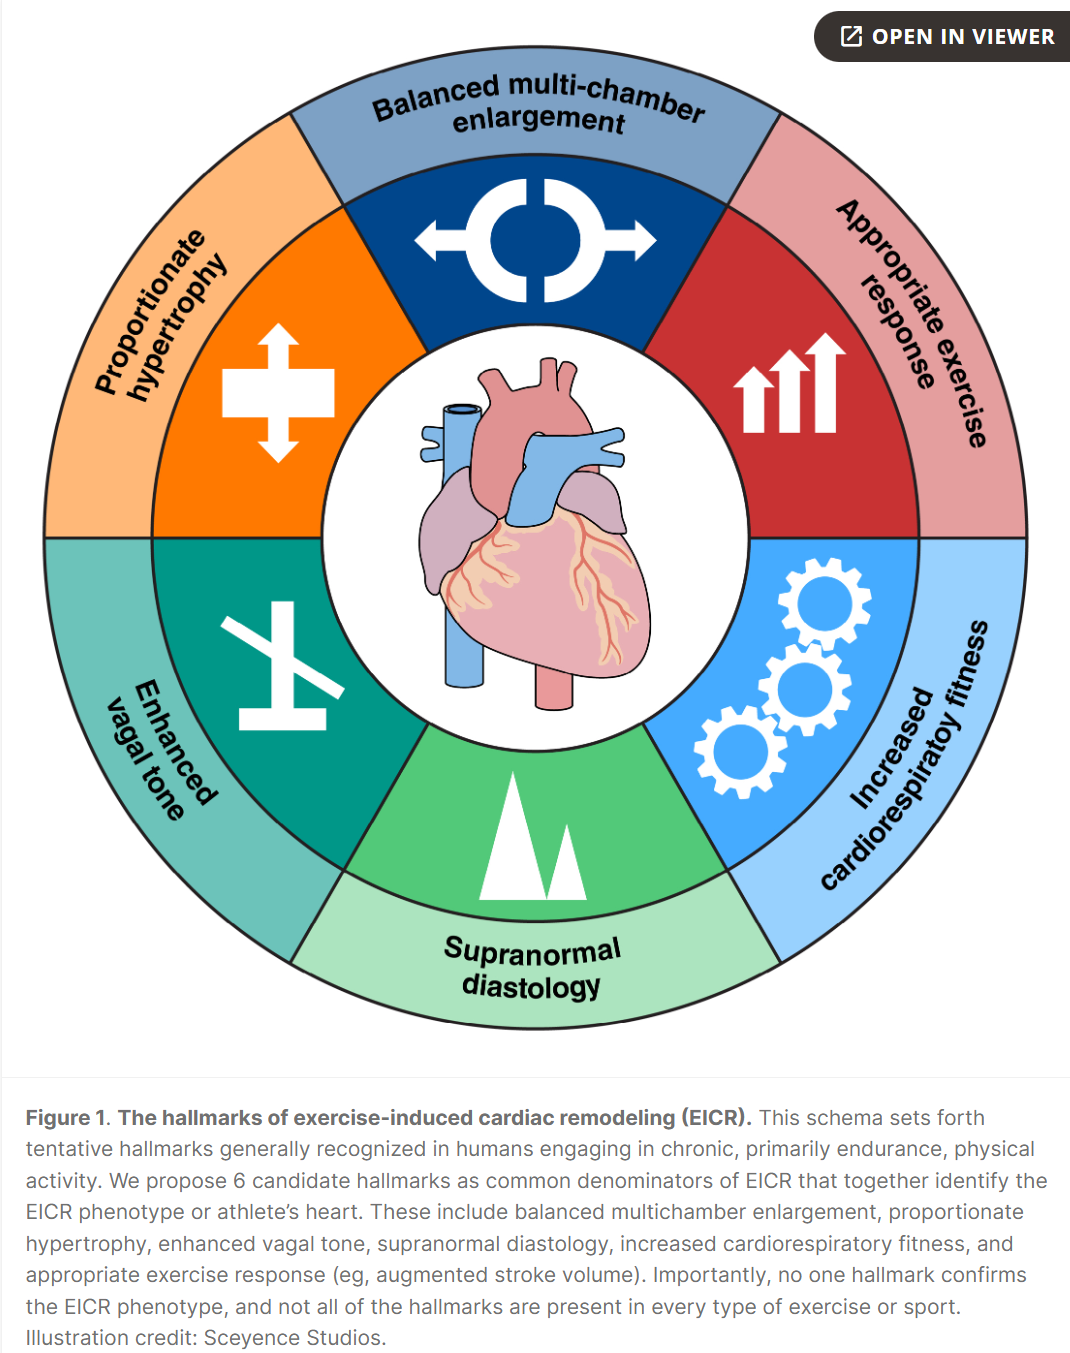 OPEN IN VIEWER
Balanced multi-chamber
enlargement
Appropriate exercise
response
Proportionate
hypertrophy
Enhanced
vagal tone
Increased
cardiorespiratoy fitness
Supranormal
diastology
Figure 1. The hallmarks of exercise-induced cardiac remodeling (EICR). This schema sets forth
tentative hallmarks generally recognized in humans engaging in chronic, primarily endurance, physical
activity. We propose 6 candidate hallmarks as common denominators of EICR that together identify the
EICR phenotype or athlete’s heart. These include balanced multichamber enlargement, proportionate
hypertrophy, enhanced vagal tone, supranormal diastology, increased cardiorespiratory fitness, and
appropriate exercise response (eg, augmented stroke volume). Importantly, no one hallmark confirms
the EICR phenotype, and not all of the hallmarks are present in every type of exercise or sport.
Illustration credit: Sceyence Studios.